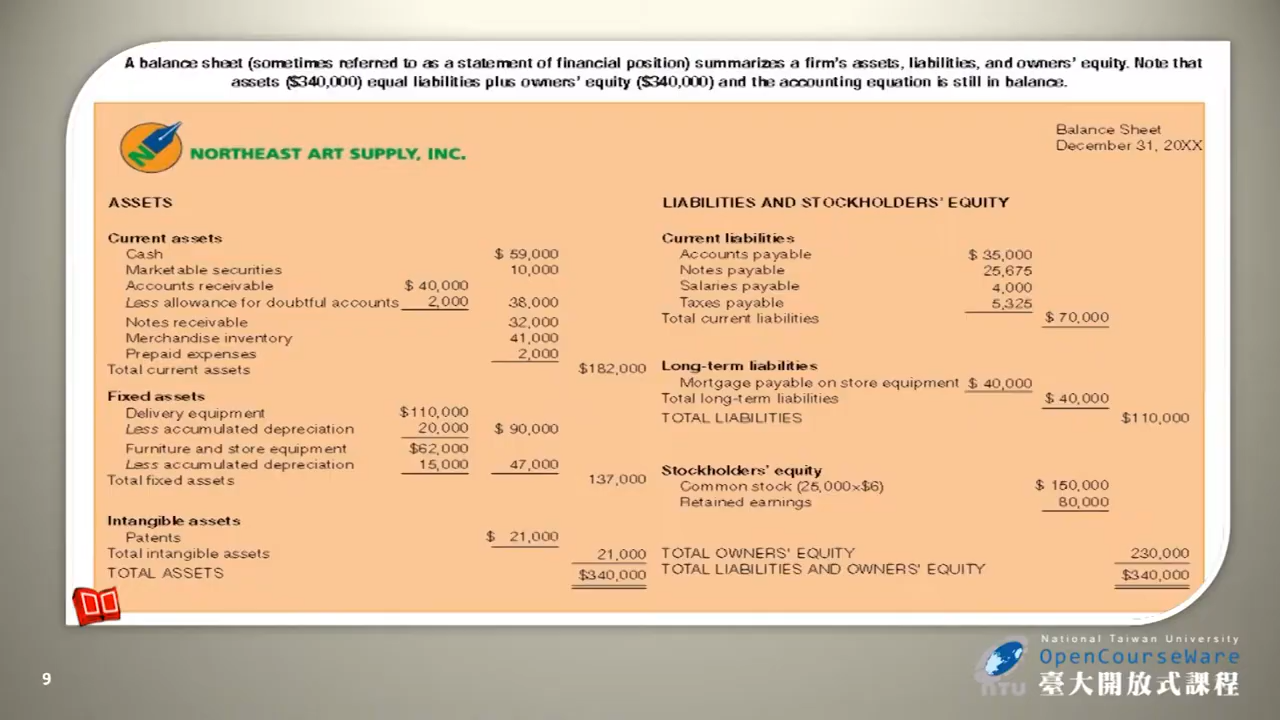 A balance sheet (sometimes referred to as a statement of financial position) summarizes a firm's assets, liabilities, and owners' equity. Note that
assets ($340,000) equal liabilities plus owners' equity ($340,000) and the accounting equation is still in balance.
NORTHEAST ART SUPPLY, INC.
Balance Sheet
December 31, 20XX
ASSETS
Current assets
Cash $ 59,000
Marketable securities 10,000
Accounts receivable $ 40,000
Less allowance for doubtful accounts 2,000 38,000
Notes receivable 32,000
Merchandise inventory 41,000
Prepaid expenses 2,000
Total current assets $182,000
Fixed assets
Delivery equipment $110,000
Less accumulated depreciation 20,000 $ 90,000
Furniture and store equipment $62,000
Less accumulated depreciation 15,000 47,000
Total fixed assets 137,000
Intangible assets
Patents $ 21,000
Total intangible assets 21,000
TOTAL ASSETS $340,000
LIABILITIES AND STOCKHOLDERS' EQUITY
Current liabilities
Accounts payable $ 35,000
Notes payable 25,675
Salaries payable 4,000
Taxes payable 5,325
Total current liabilities $ 70,000
Long-term liabilities
Mortgage payable on store equipment $ 40,000
Total long-term liabilities $ 40,000
TOTAL LIABILITIES $110,000
Stockholders' equity
Common stock (25,000×$6) $ 150,000
Retained earnings 80,000
TOTAL OWNERS' EQUITY 230,000
TOTAL LIABILITIES AND OWNERS' EQUITY $340,000
9
National Taiwan University
OpenCourseWare
NTU 臺大開放式課程